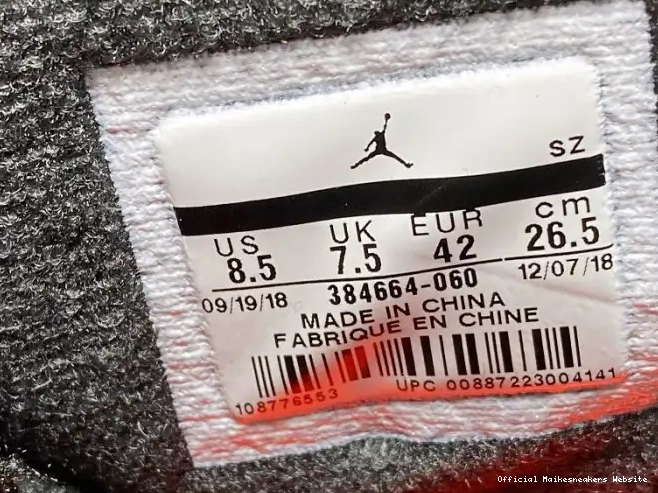 SZ
US UK EUR cm
8.5 7.5 42 26.5
09/19/18 384664-060 12/07/18
MADE IN CHINA
FABRIQUE EN CHINE
108776553 UPC 00887223004141
Official Maikesneakers Website